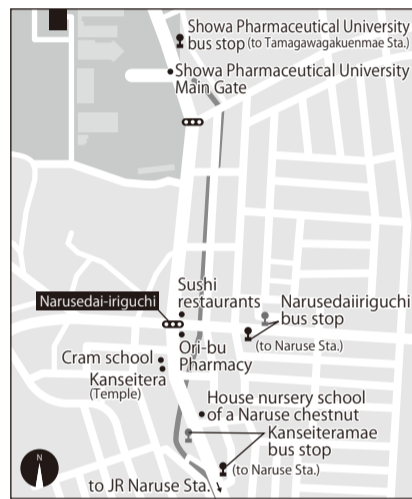 Showa Pharmaceutical University
bus stop (to Tamagawagakuenmae Sta.)
Showa Pharmaceutical University
Main Gate
Narusedai-iriguchi
Sushi
restaurants
Narusedaiiriguchi
bus stop
(to Naruse Sta.)
Ori-bu
Pharmacy
Cram school
Kanseitera
(Temple)
House nursery school
of a Naruse chestnut
Kanseiteramae
bus stop
(to Naruse Sta.)
N
to JR Naruse Sta.